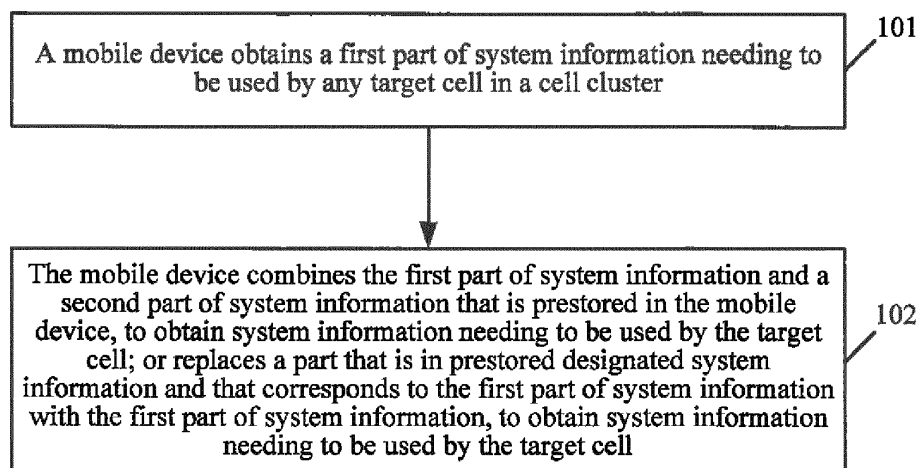 A mobile device obtains a first part of system information needing to
be used by any target cell in a cell cluster
101
The mobile device combines the first part of system information and a
second part of system information that is prestored in the mobile
device, to obtain system information needing to be used by the target
cell; or replaces a part that is in prestored designated system
information and that corresponds to the first part of system information
with the first part of system information, to obtain system information
needing to be used by the target cell
102